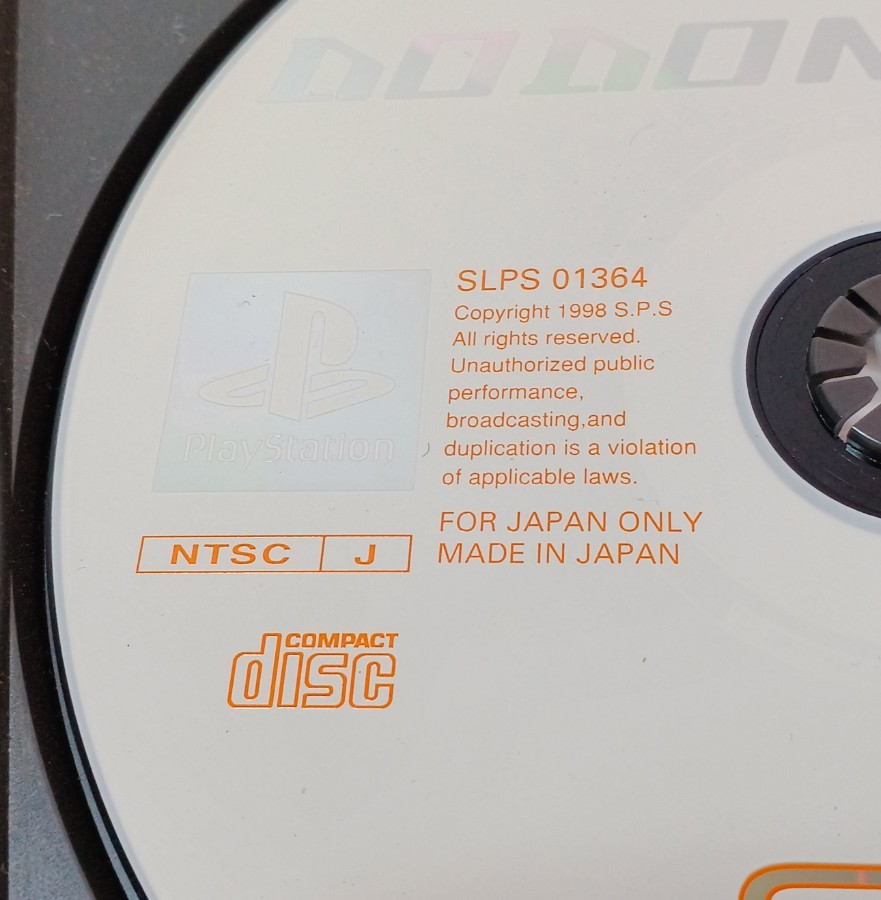 DODON
PlayStation
SLPS 01364
Copyright 1998 S.P.S
All rights reserved.
Unauthorized public
performance,
broadcasting,and
duplication is a violation
of applicable laws.
FOR JAPAN ONLY
MADE IN JAPAN
NTSC J
COMPACT
disc